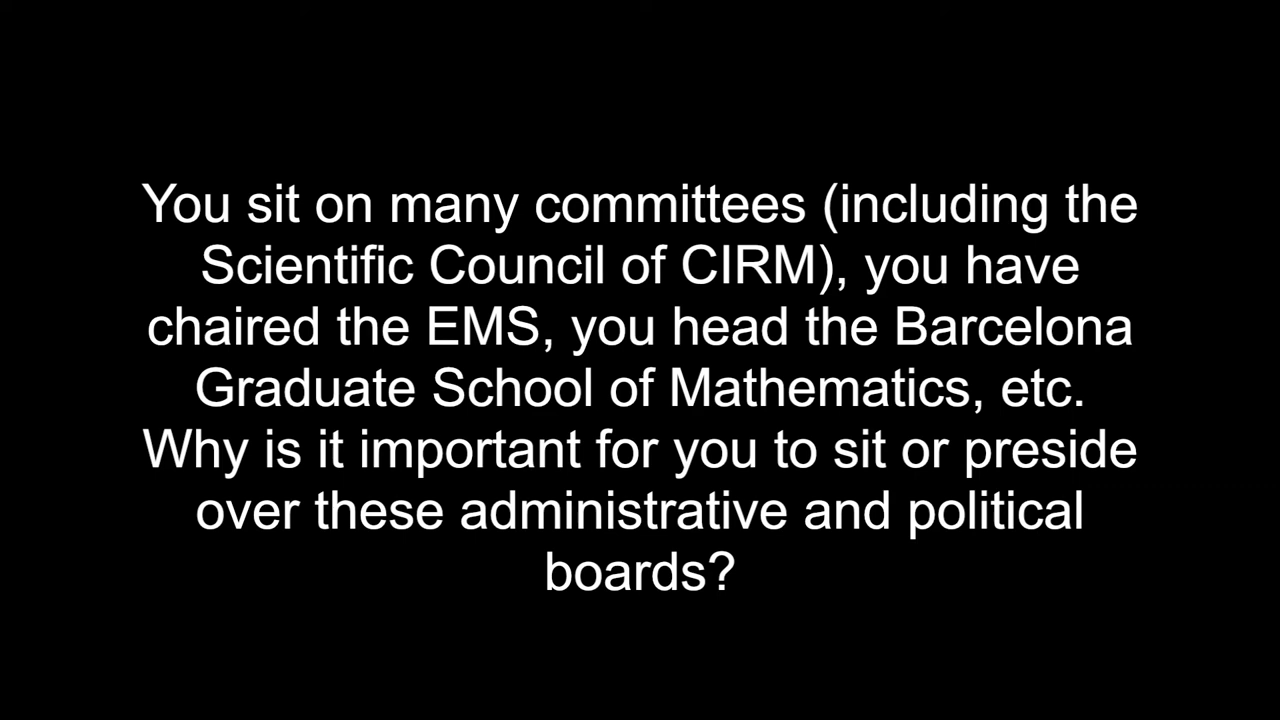 You sit on many committees (including the
Scientific Council of CIRM), you have
chaired the EMS, you head the Barcelona
Graduate School of Mathematics, etc.
Why is it important for you to sit or preside
over these administrative and political
boards?